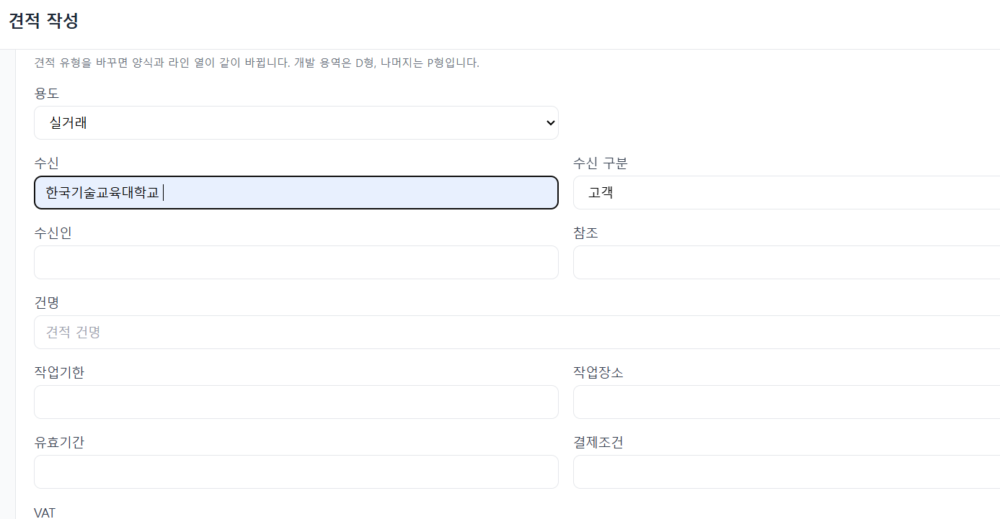 견적 작성
견적 유형을 바꾸면 양식과 라인 열이 같이 바뀝니다. 개발 용역은 D형, 나머지는 P형입니다.
용도
실거래
수신
수신 구분
한국기술교육대학교
고객
수신인
참조
건명
견적 건명
작업기한
작업장소
유효기간
결제조건
VAT